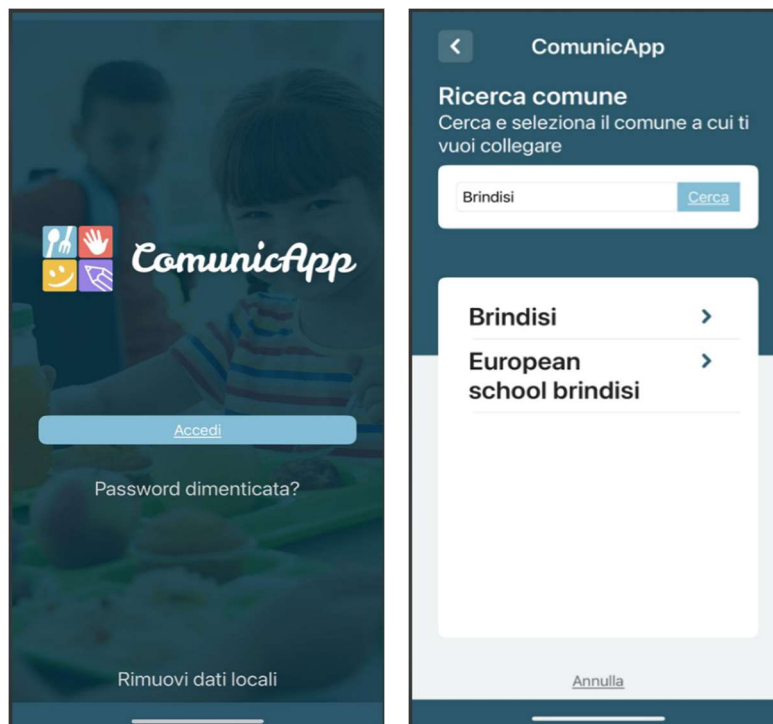 ComunicApp
Accedi
Password dimenticata?
Rimuovi dati locali
ComunicApp
Ricerca comune
Cerca e seleziona il comune a cui ti
vuoi collegare
Brindisi
Cerca
Brindisi
European
school brindisi
Annulla